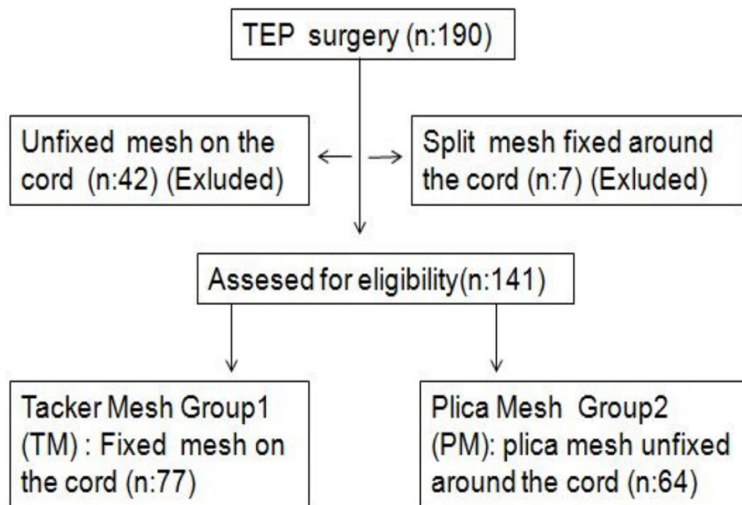 TEP surgery (n:190)
Unfixed mesh on the
cord (n:42) (Exluded)
Split mesh fixed around
the cord (n:7) (Exluded)
Assesed for eligibility(n:141)
Tacker Mesh Group1
(TM) : Fixed mesh on
the cord (n:77)
Plica Mesh Group2
(PM): plica mesh unfixed
around the cord (n:64)